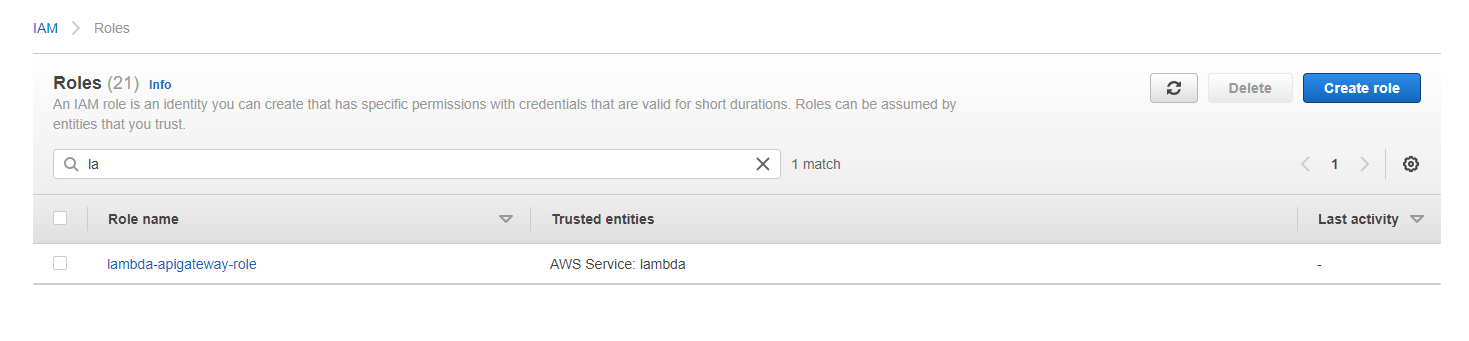 IAM Roles
Roles (21) Info
An IAM role is an identity you can create that has specific permissions with credentials that are valid for short durations. Roles can be assumed by
entities that you trust.
Delete
Create role
la
1 match
1
Role name Trusted entities Last activity
lambda-apigateway-role AWS Service: lambda -